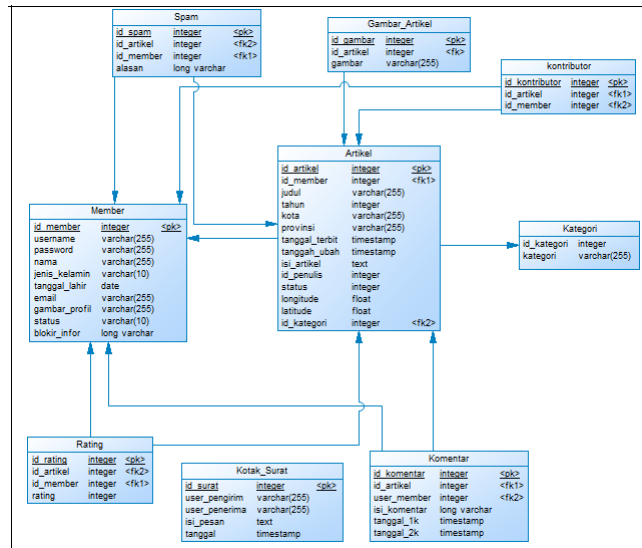 Spam
id_spam integer <pk>
id_artikel integer <fk2>
id_member integer <fk1>
alasan long varchar
Gambar_Artikel
id_gambar integer <pk>
id_artikel integer <fk>
gambar varchar(255)
kontributor
id_kontributor integer <pk>
id_artikel integer <fk1>
id_member integer <fk2>
Artikel
id_artikel integer <pk>
id_member integer <fk1>
judul varchar(255)
tahun integer
kota varchar(255)
provinsi varchar(255)
tanggal_terbit timestamp
tanggah_ubah timestamp
isi_artikel text
id_penulis integer
status integer
longitude float
latitude float
id_kategori integer <fk2>
Member
id_member integer <pk>
username varchar(255)
password varchar(255)
nama varchar(255)
jenis_kelamin varchar(10)
tanggal_lahir date
email varchar(255)
gambar_profil varchar(255)
status varchar(10)
blokir_infor long varchar
Kategori
id_kategori integer
kategori varchar(255)
Rating
id_rating integer <pk>
id_artikel integer <fk2>
id_member integer <fk1>
rating integer
Kotak_Surat
id_surat integer <pk>
user_pengirim varchar(255)
user_penerima varchar(255)
isi_pesan text
tanggal timestamp
Komentar
id_komentar integer <pk>
id_artikel integer <fk1>
user_member integer <fk2>
isi_komentar long varchar
tanggal_1k timestamp
tanggal_2k timestamp